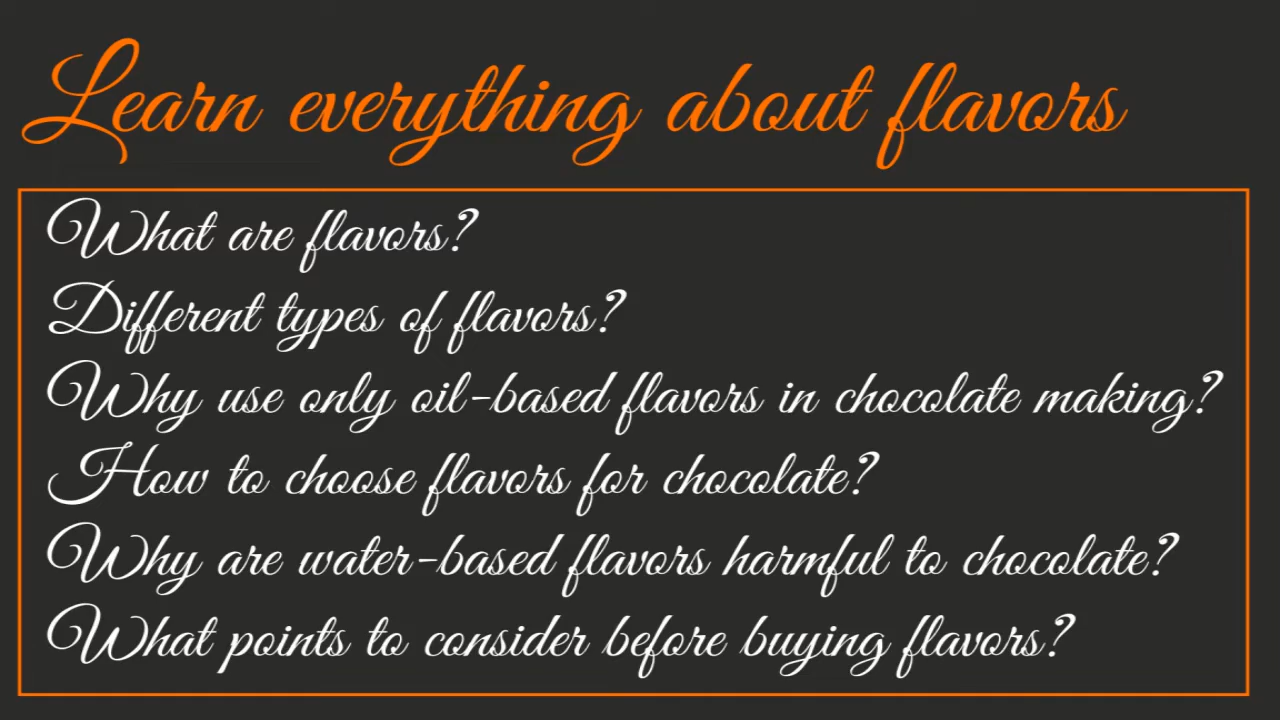 Learn everything about flavors
What are flavors?
Different types of flavors?
Why use only oil-based flavors in chocolate making?
How to choose flavors for chocolate?
Why are water-based flavors harmful to chocolate?
What points to consider before buying flavors?